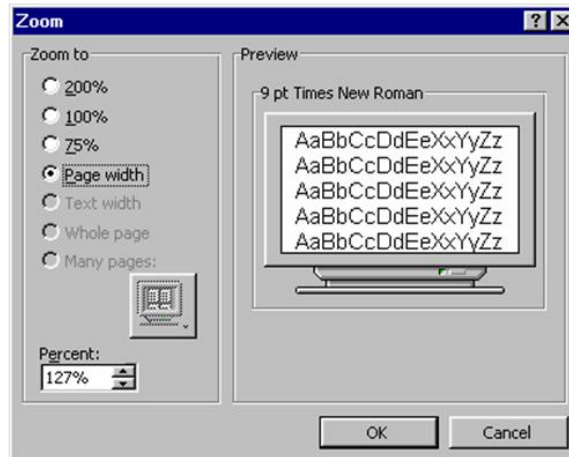 Zoom
Zoom to
200%
100%
75%
Page width
Text width
Whole page
Many pages:
Percent:
127%
Preview
9 pt Times New Roman
AaBbCcDdEeXxYyZz
AaBbCcDdEeXxYyZz
AaBbCcDdEeXxYyZz
AaBbCcDdEeXxYyZz
AaBbCcDdEeXxYyZz
OK
Cancel